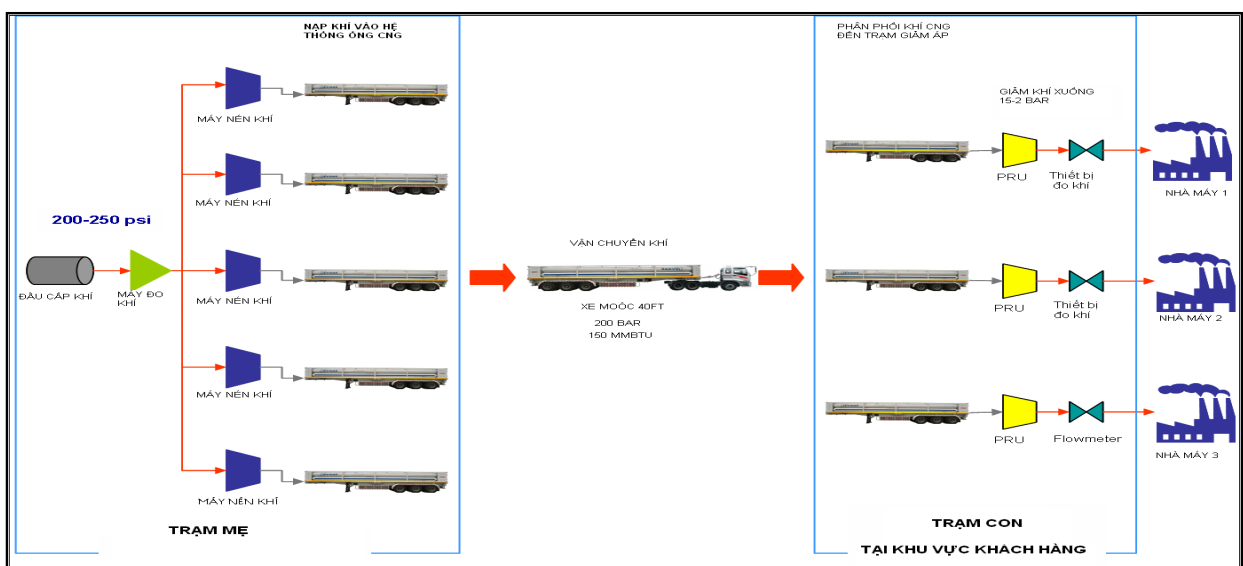 NẠP KHÍ VÀO HỆ
THỐNG ỐNG CNG
MÁY NÉN KHÍ
MÁY NÉN KHÍ
200-250 psi
ĐẦU CẤP KHÍ
MÁY ĐO
KHÍ
MÁY NÉN KHÍ
MÁY NÉN KHÍ
MÁY NÉN KHÍ
TRẠM MẸ
VẬN CHUYỂN KHÍ
XE MOÓC 40FT
200 BAR
150 MMBTU
PHÂN PHỐI KHÍ CNG
ĐẾN TRẠM GIẢM ÁP
GIẢM KHÍ XUỐNG
15-2 BAR
PRU
Thiết bị
đo khí
NHÀ MÁY 1
PRU
Thiết bị
đo khí
NHÀ MÁY 2
PRU
Flowmeter
NHÀ MÁY 3
TRẠM CON
TẠI KHU VỰC KHÁCH HÀNG